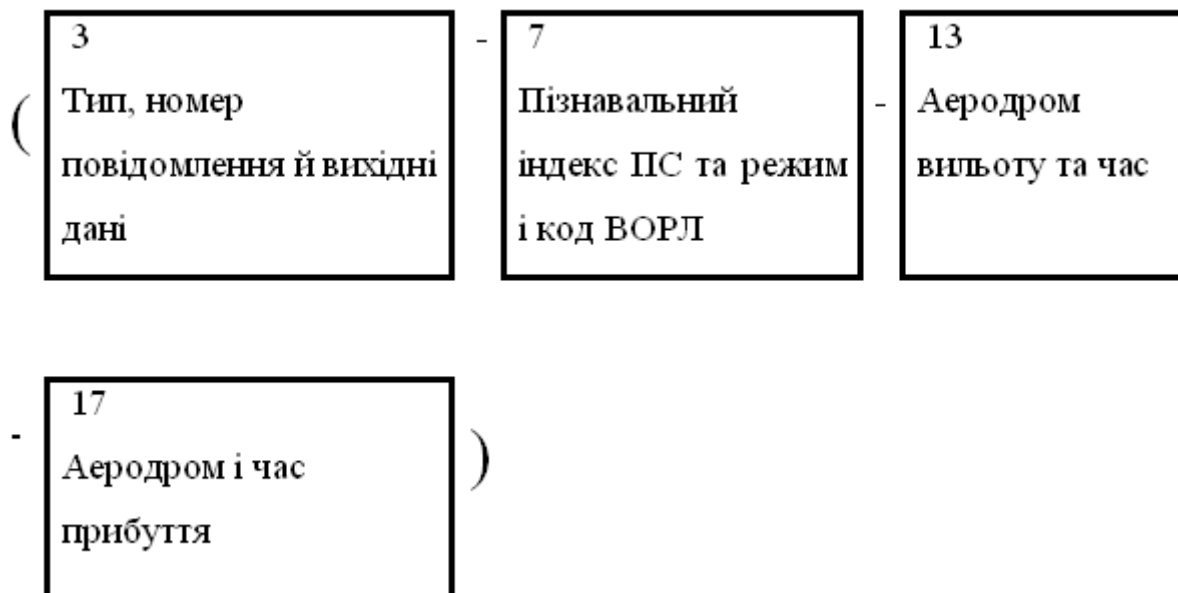 3
Тип, номер
повідомлення й вихідні
дані
(
-
7
Пізнавальний
індекс ПС та режим
і код ВОРЛ
-
13
Аеродром
вильоту та час
-
17
Аеродром і час
прибуття
)